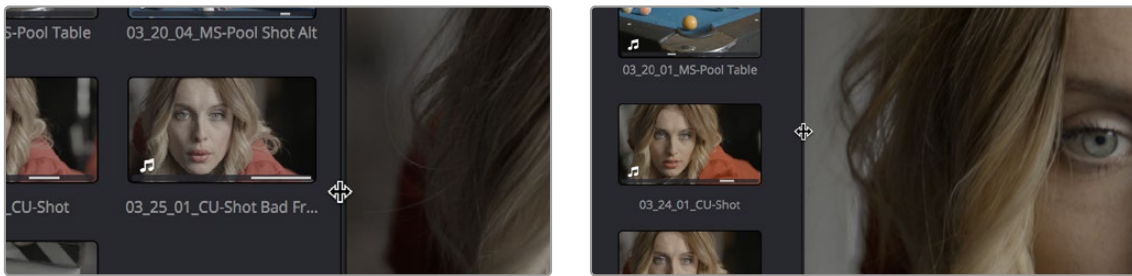 S-Pool Table
03_20_04_MS-Pool Shot Alt
_CU-Shot
03_25_01_CU-Shot Bad Fr...
03_20_01_MS-Pool Table
03_24_01_CU-Shot